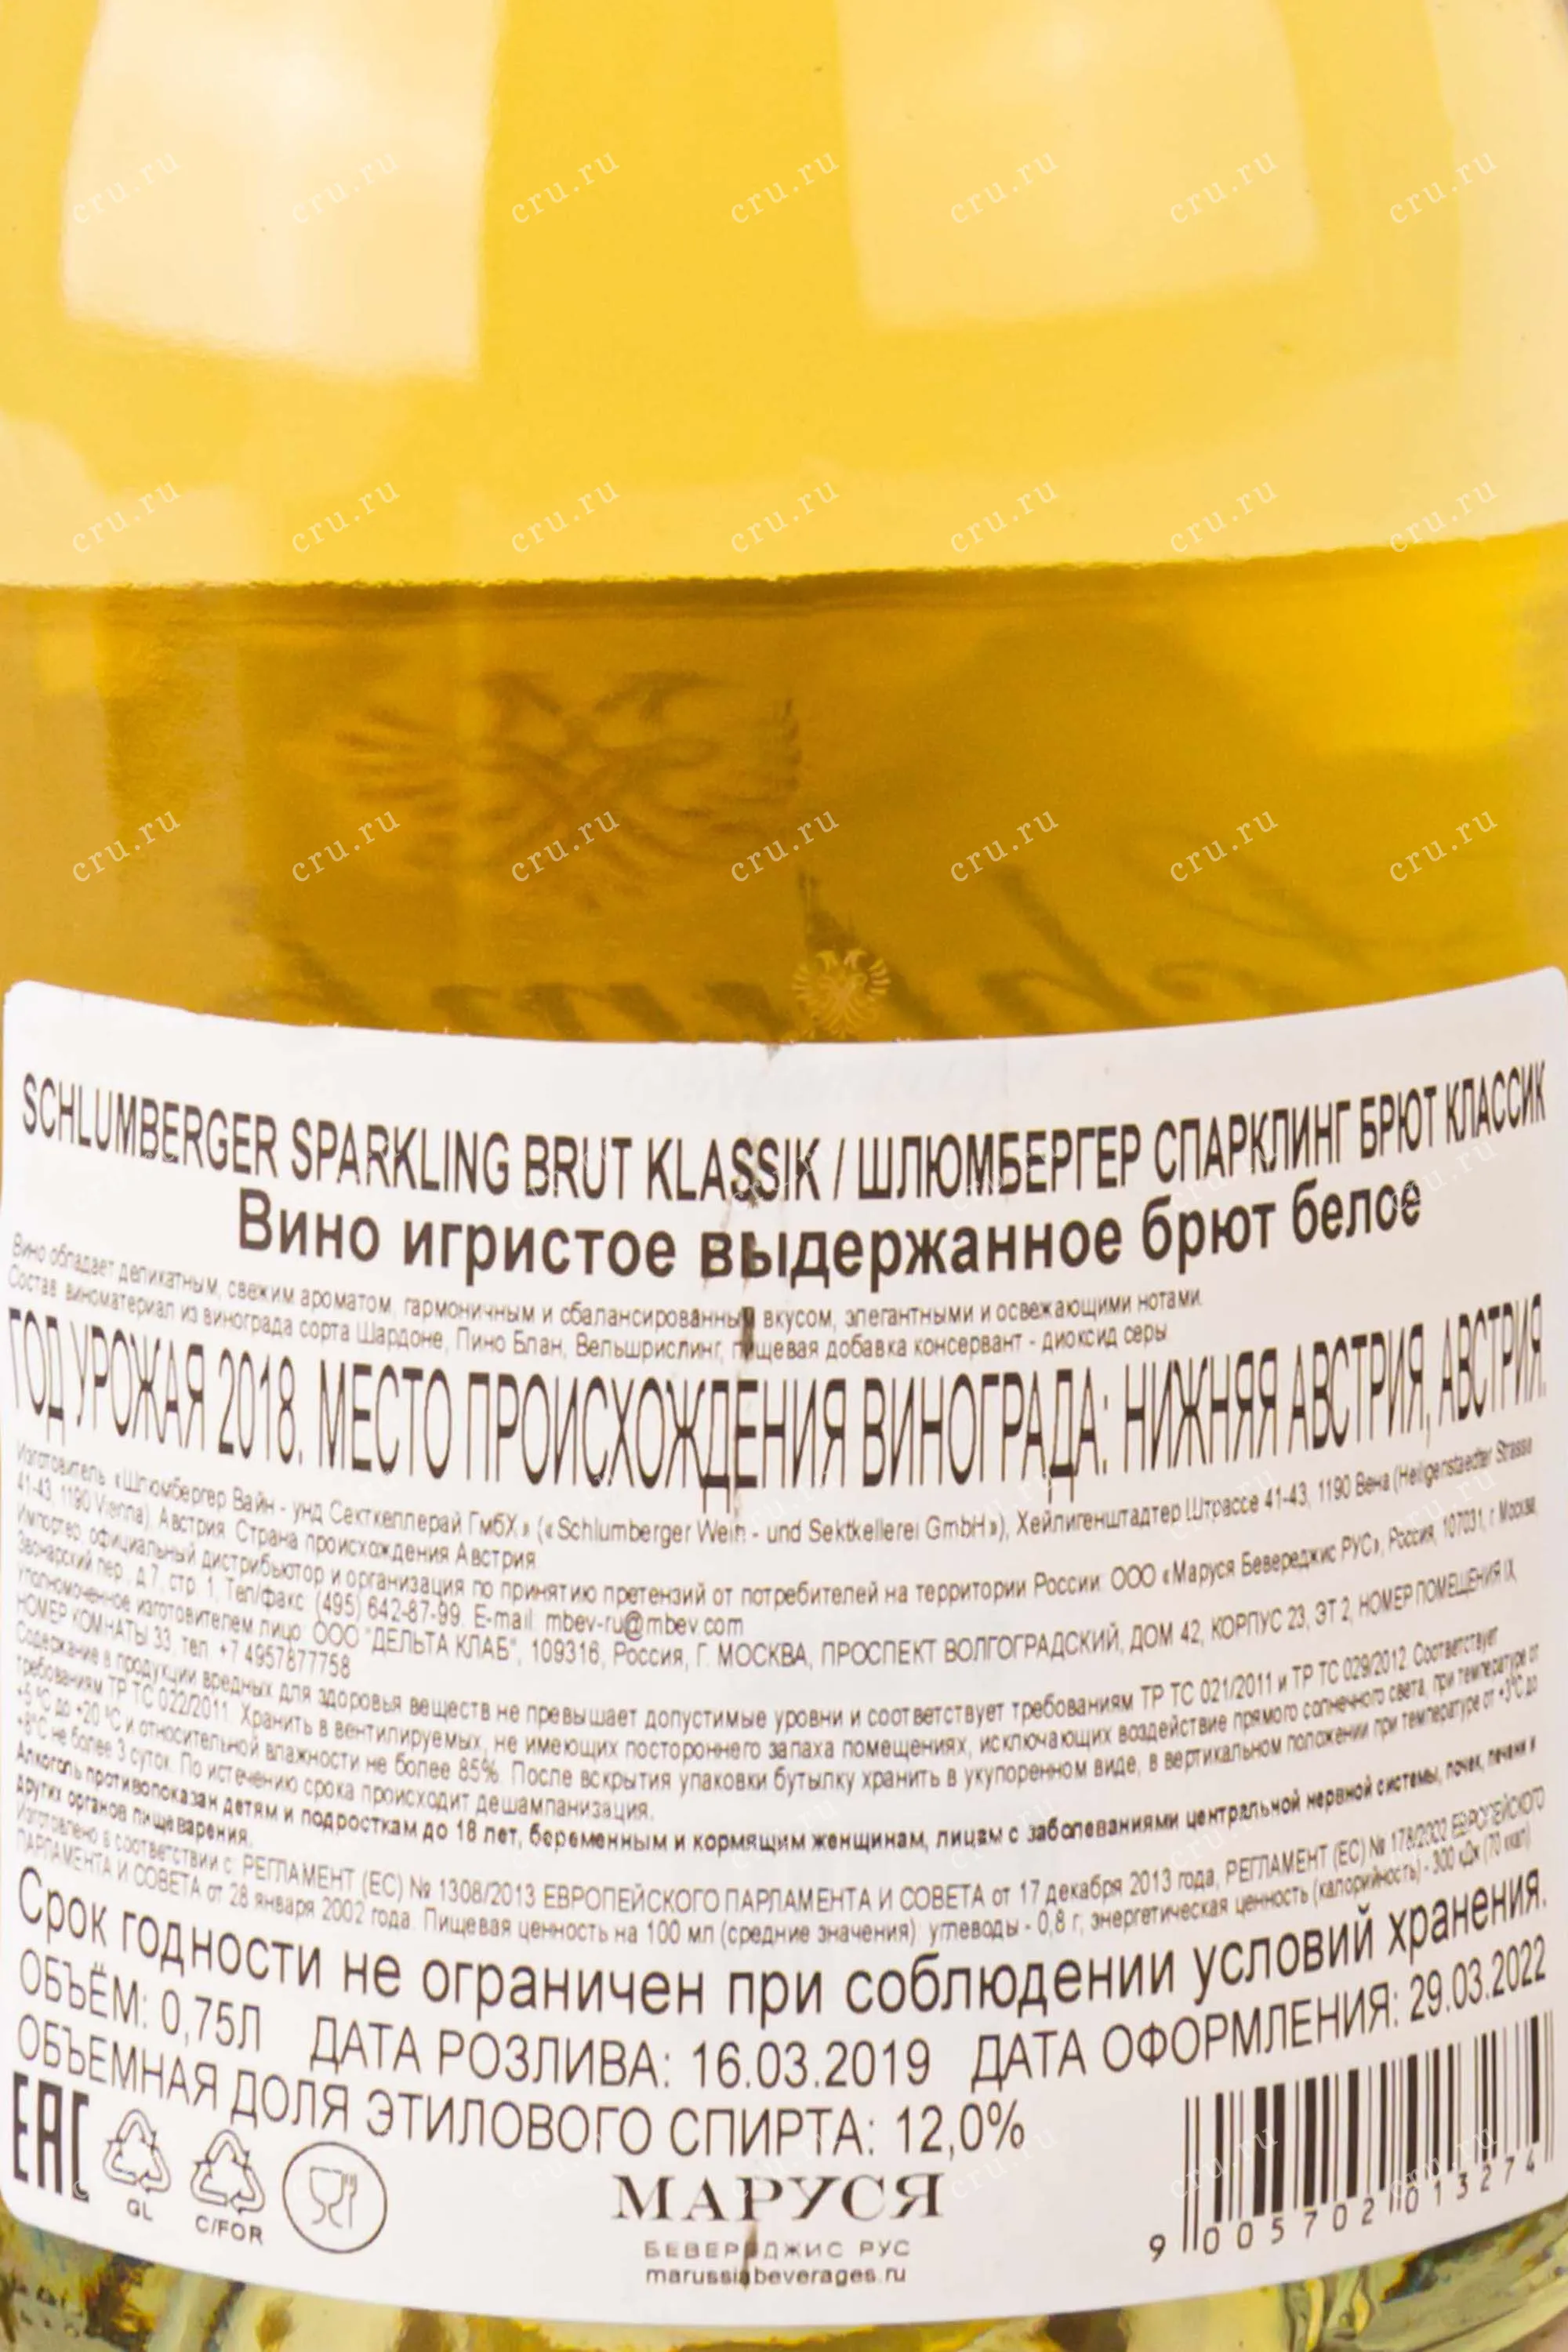 SCHLUMBERGER SPARKLING BRUT KLASSIK / ШЛЮМБЕРГЕР СПАРКЛИНГ БРЮТ КЛАССИК
Вино игристое выдержанное брют белое
Вино обладает деликатным, свежим ароматом, гармоничным и сбалансированным вкусом, элегантными и освежающими нотами.
Состав: виноматериал из винограда сорта Шардоне, Пино Блан, Вельшрислинг, пищевая добавка консервант - диоксид серы
ГОД УРОЖАЯ 2018. МЕСТО ПРОИСХОЖДЕНИЯ ВИНОГРАДА: НИЖНЯЯ АВСТРИЯ, АВСТРИЯ.
Изготовитель: «Шлюмбергер Вайн - унд Секткеллерай ГмбХ» («Schlumberger Wein - und Sektkellerei GmbH»), Хейлигенштадтер Штрассе 41-43, 1190 Вена (Heiligenstaedter Strasse
41-43, 1190 Vienna), Австрия. Страна происхождения Австрия
Импортер, официальный дистрибьютор и организация по принятию претензий от потребителей на территории России: ООО «Маруся Бевереджис РУС», Россия, 107031, г. Москва,
Звонарский пер., д.7, стр. 1, Тел/факс: (495) 642-87-99. E-mail: mbev-ru@mbev.com
Уполномоченное изготовителем лицо: ООО "ДЕЛЬТА КЛАБ", 109316, Россия, Г. МОСКВА, ПРОСПЕКТ ВОЛГОГРАДСКИЙ, ДОМ 42, КОРПУС 23, ЭТ 2, НОМЕР ПОМЕЩЕНИЯ IX,
НОМЕР КОМНАТЫ 33, тел. +7 4957877758
Содержание в продукции вредных для здоровья веществ не превышает допустимые уровни и соответствует требованиям ТР ТС 021/2011 и ТР ТС 029/2012. Соответствует
требованиям ТР ТС 022/2011. Хранить в вентилируемых, не имеющих постороннего запаха помещениях, исключающих воздействие прямого солнечного света, при температуре от
+5 °С до +20 °С и относительной влажности не более 85%. После вскрытия упаковки бутылку хранить в укупоренном виде, в вертикальном положении при температуре от +3°С до
+8°С не более 3 суток. По истечению срока происходит дешампанизация.
Алкоголь противопоказан детям и подросткам до 18 лет, беременным и кормящим женщинам, лицам с заболеваниями центральной нервной системы, почек, печени и
других органов пищеварения.
Изготовлено в соответствии с: РЕГЛАМЕНТ (ЕС) № 1308/2013 ЕВРОПЕЙСКОГО ПАРЛАМЕНТА И СОВЕТА от 17 декабря 2013 года, РЕГЛАМЕНТ (ЕС) № 178/2002 ЕВРОПЕЙСКОГО
ПАРЛАМЕНТА И СОВЕТА от 28 января 2002 года. Пищевая ценность на 100 мл (средние значения): углеводы - 0,8 г, энергетическая ценность (калорийность) - 300 кДж (70 ккал).
Срок годности не ограничен при соблюдении условий хранения.
ОБЪЁМ: 0,75Л ДАТА РОЗЛИВА: 16.03.2019 ДАТА ОФОРМЛЕНИЯ: 29.03.2022
ОБЪЕМНАЯ ДОЛЯ ЭТИЛОВОГО СПИРТА: 12,0%
ЕАС
GL
C/FOR
МАРУСЯ
БЕВЕРЕДЖИС РУС
marussiabeverages.ru
9 005702 013274
cru.ru